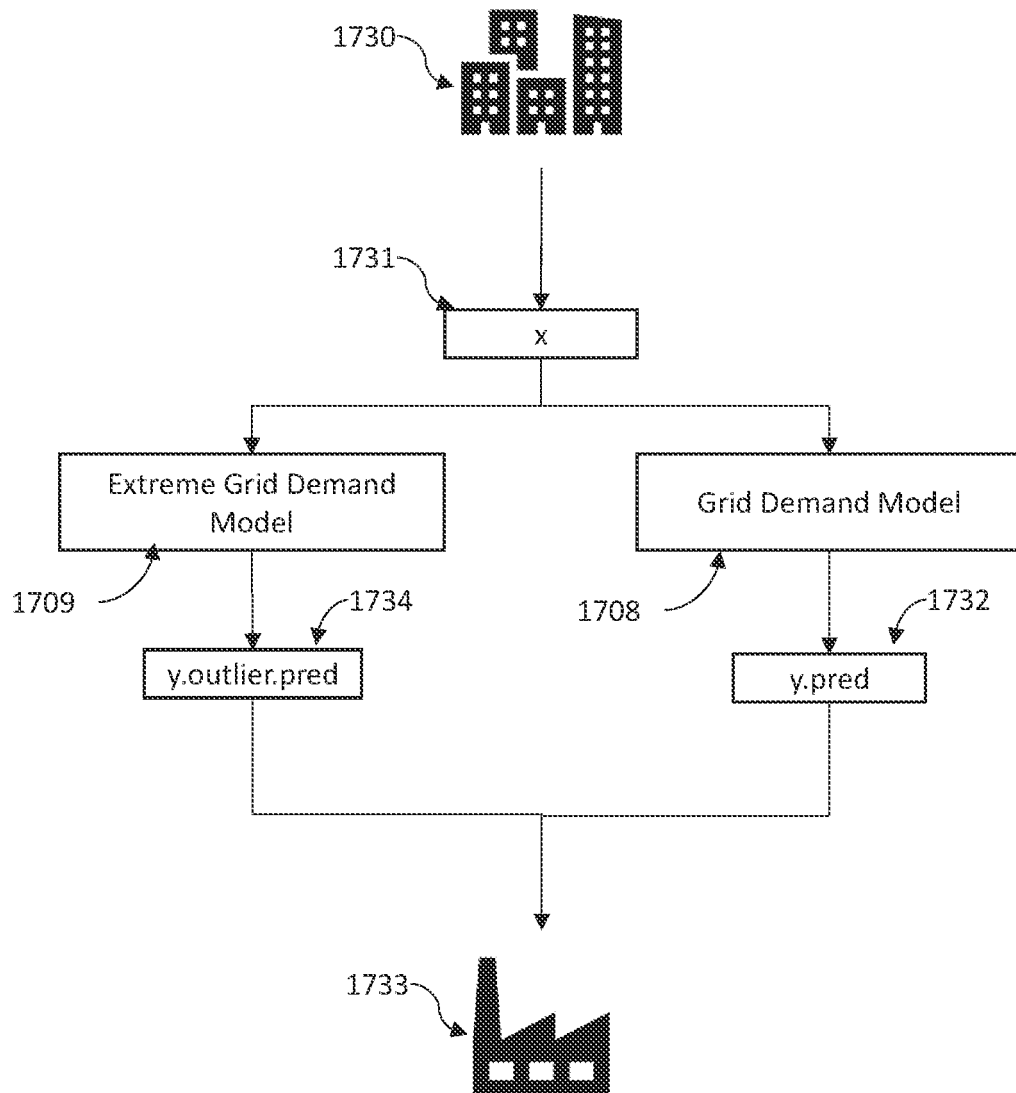 1730
1731
x
Extreme Grid Demand
Model
Grid Demand Model
1709
1734
1708
1732
y.outlier.pred
y.pred
1733